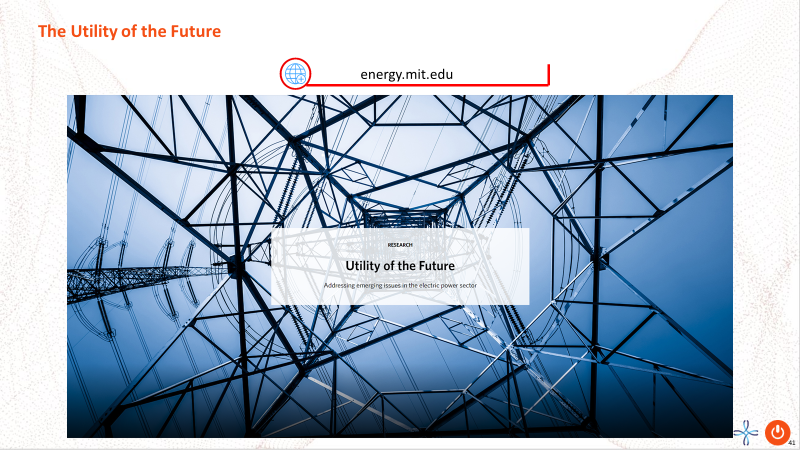 The Utility of the Future
energy.mit.edu
RESEARCH
Utility of the Future
Addressing emerging issues in the electric power sector
41